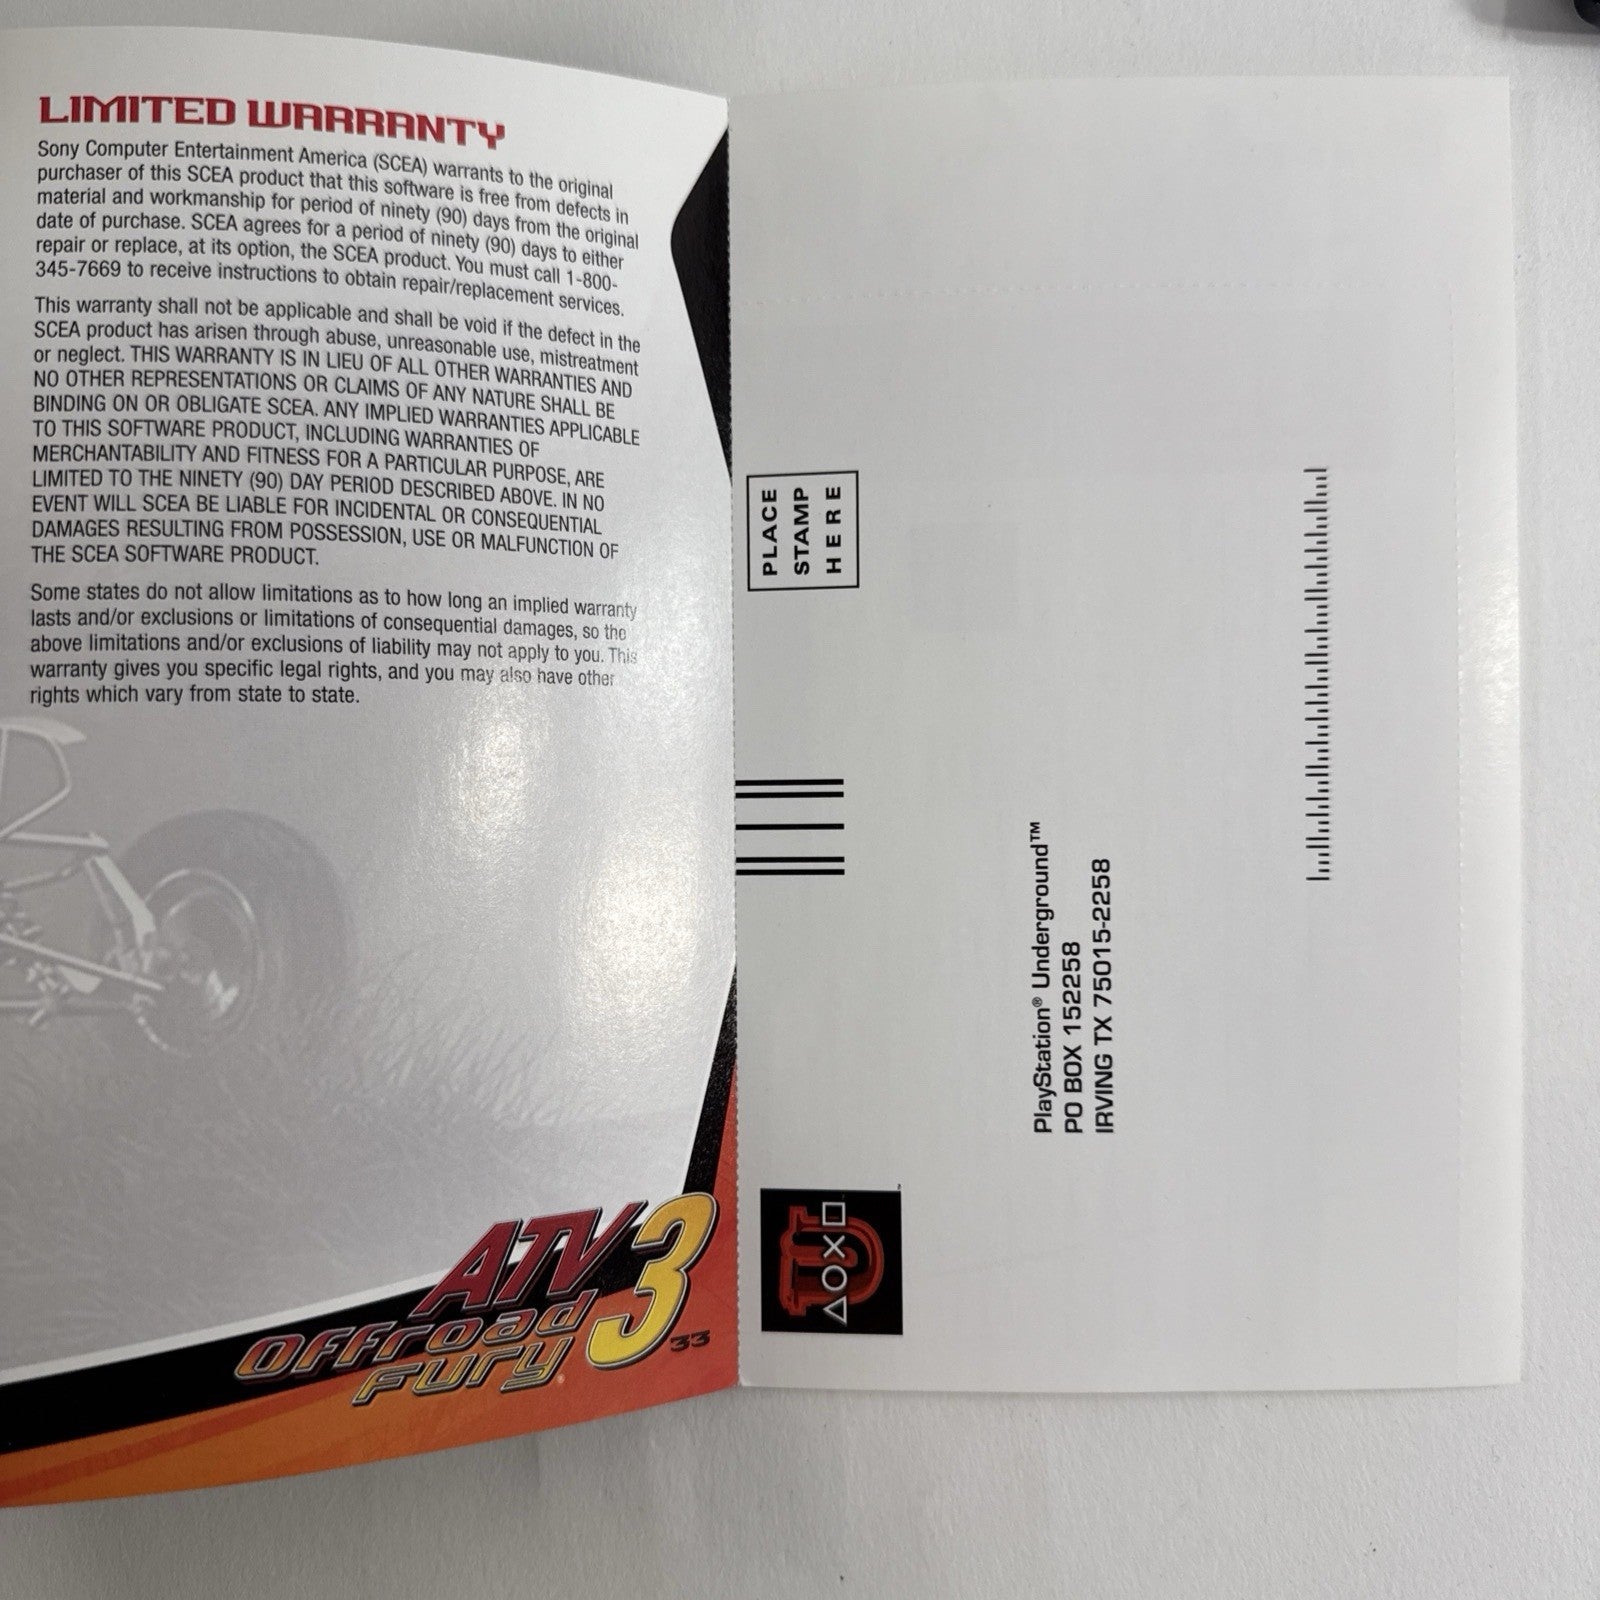 LIMITED WARRANTY
Sony Computer Entertainment America (SCEA) warrants to the original
purchaser of this SCEA product that this software is free from defects in
material and workmanship for period of ninety (90) days from the original
date of purchase. SCEA agrees for a period of ninety (90) days to either
repair or replace, at its option, the SCEA product. You must call 1-800-
345-7669 to receive instructions to obtain repair/replacement services.
This warranty shall not be applicable and shall be void if the defect in the
SCEA product has arisen through abuse, unreasonable use, mistreatment
or neglect. THIS WARRANTY IS IN LIEU OF ALL OTHER WARRANTIES AND
NO OTHER REPRESENTATIONS OR CLAIMS OF ANY NATURE SHALL BE
BINDING ON OR OBLIGATE SCEA. ANY IMPLIED WARRANTIES APPLICABLE
TO THIS SOFTWARE PRODUCT, INCLUDING WARRANTIES OF
MERCHANTABILITY AND FITNESS FOR A PARTICULAR PURPOSE, ARE
LIMITED TO THE NINETY (90) DAY PERIOD DESCRIBED ABOVE. IN NO
EVENT WILL SCEA BE LIABLE FOR INCIDENTAL OR CONSEQUENTIAL
DAMAGES RESULTING FROM POSSESSION, USE OR MALFUNCTION OF
THE SCEA SOFTWARE PRODUCT.
Some states do not allow limitations as to how long an implied warranty
lasts and/or exclusions or limitations of consequential damages, so the
above limitations and/or exclusions of liability may not apply to you. This
warranty gives you specific legal rights, and you may also have other
rights which vary from state to state.
ATV
Offroad
Fury®
3
33
PLACE
STAMP
HERE
PlayStation® Underground™
PO BOX 152258
IRVING TX 75015-2258
U
△○✕□™